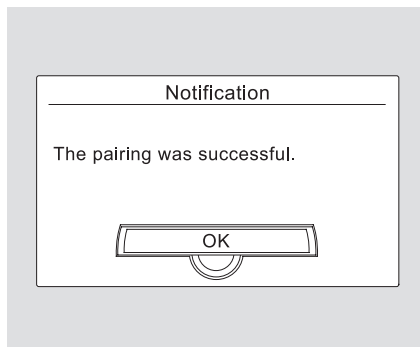 Notification
The pairing was successful.
OK